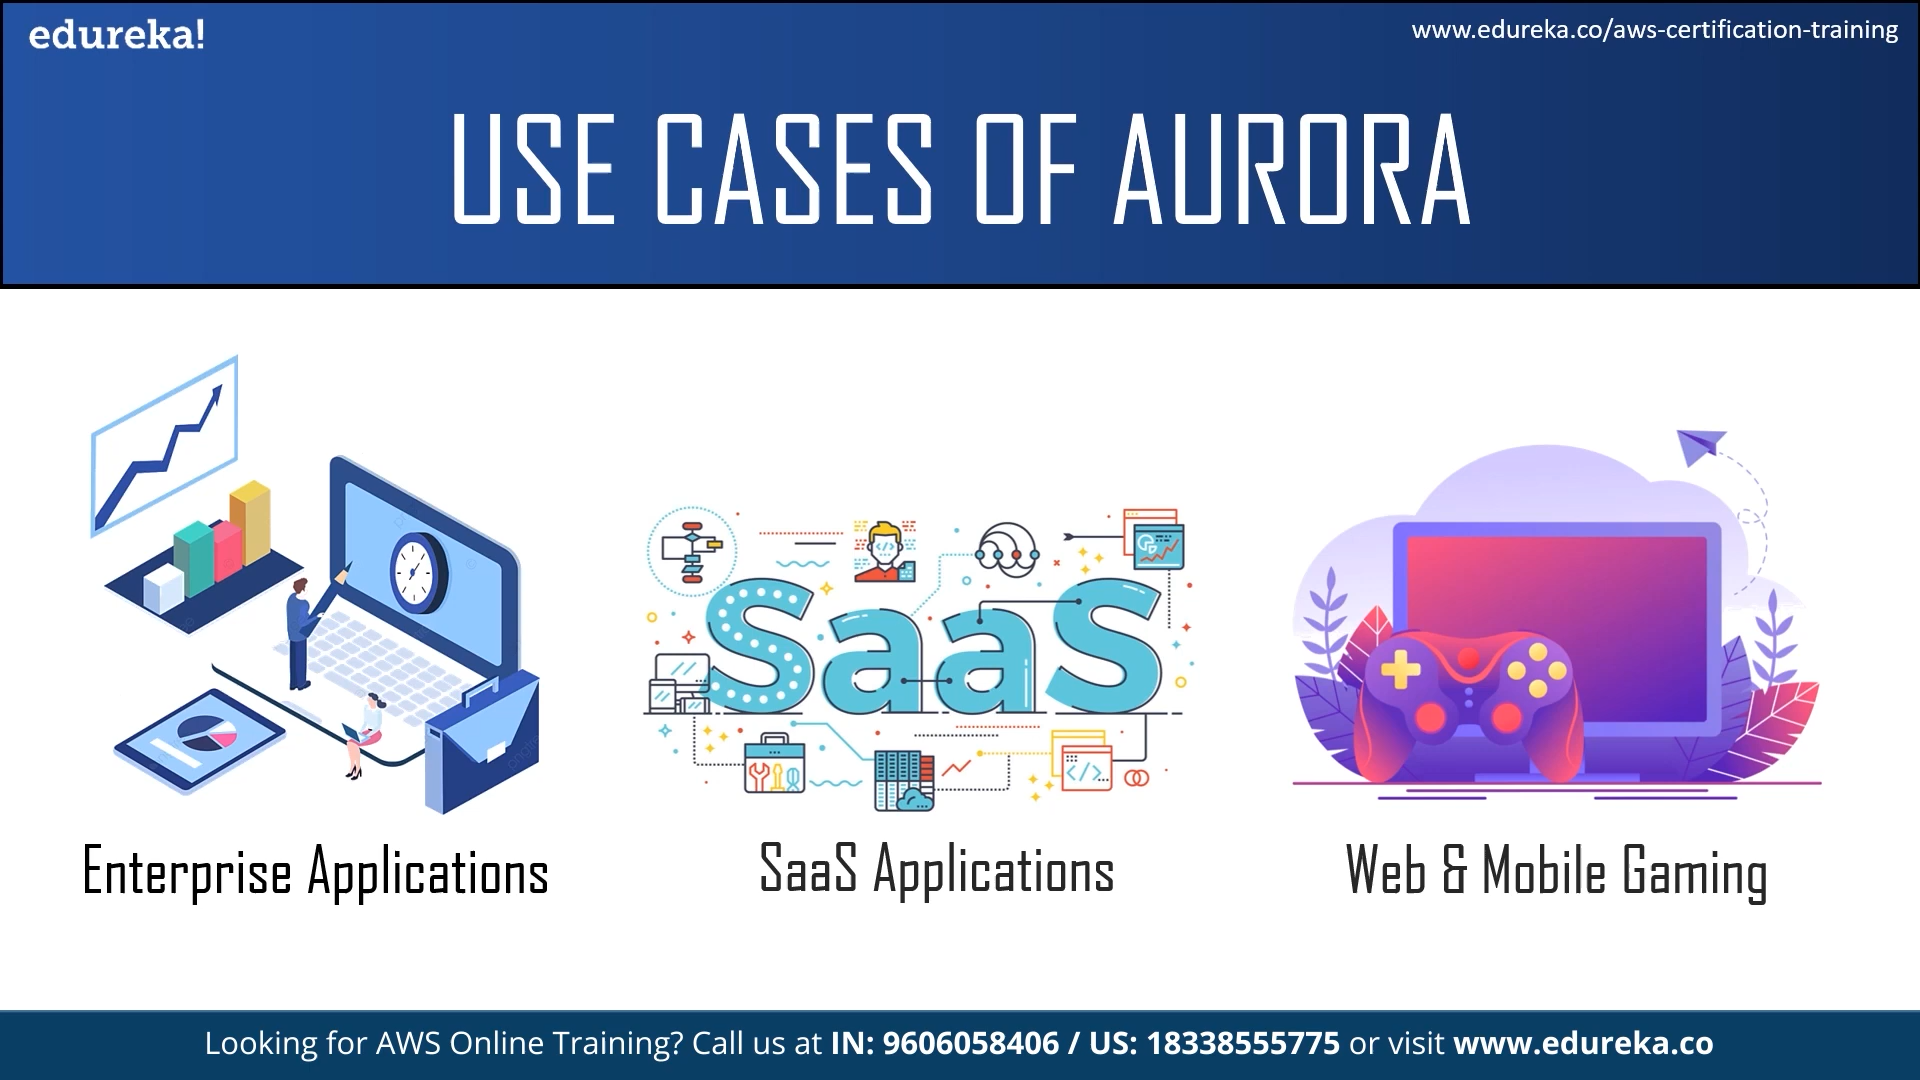 edureka!
www.edureka.co/aws-certification-training
USE CASES OF AURORA
SaaS
Enterprise Applications
SaaS Applications
Web & Mobile Gaming
Looking for AWS Online Training? Call us at IN: 9606058406 / US: 18338555775 or visit www.edureka.co